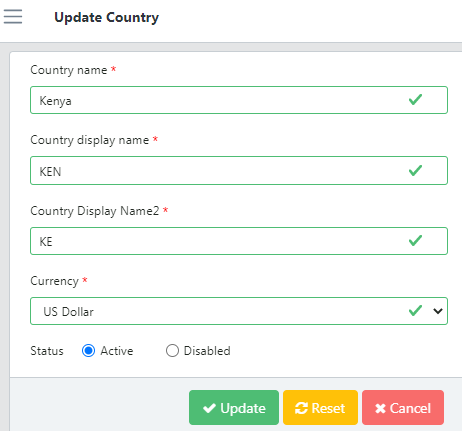 Update Country
Country name *
Kenya
Country display name *
KEN
Country Display Name2 *
KE
Currency *
US Dollar
Status Active Disabled
Update Reset Cancel